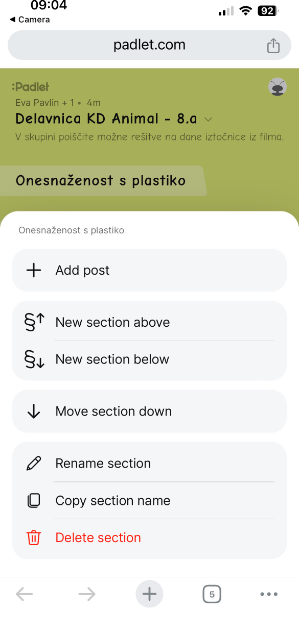 09:04
92
◀ Camera
padlet.com
:Padlet
Eva Pavlin + 1 • 4m
Delavnica KD Animal - 8.a
V skupini poiščite možne rešitve na dane iztočnice iz filma.
Onesnaženost s plastiko
Onesnaženost s plastiko
Add post
New section above
New section below
Move section down
Rename section
Copy section name
Delete section
5